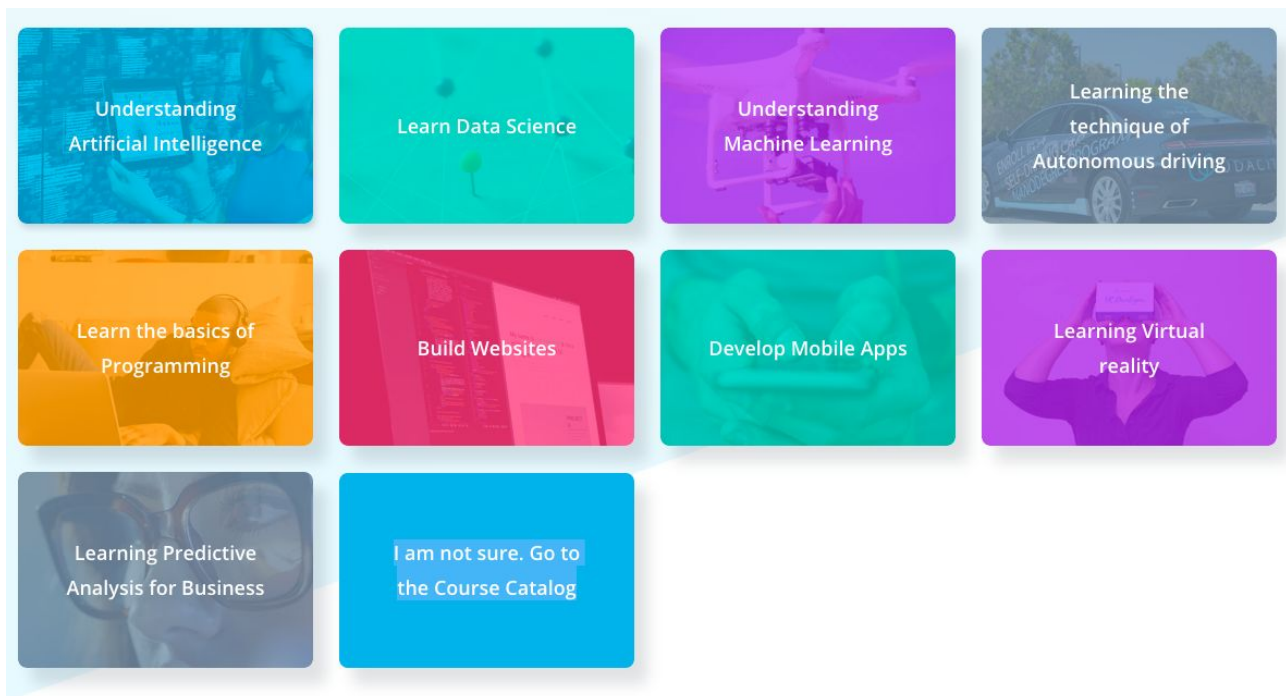 Understanding
Artificial Intelligence
Learn Data Science
Understanding
Machine Learning
Learning the
technique of
Autonomous driving
Learn the basics of
Programming
Build Websites
Develop Mobile Apps
Learning Virtual
reality
Learning Predictive
Analysis for Business
I am not sure. Go to
the Course Catalog